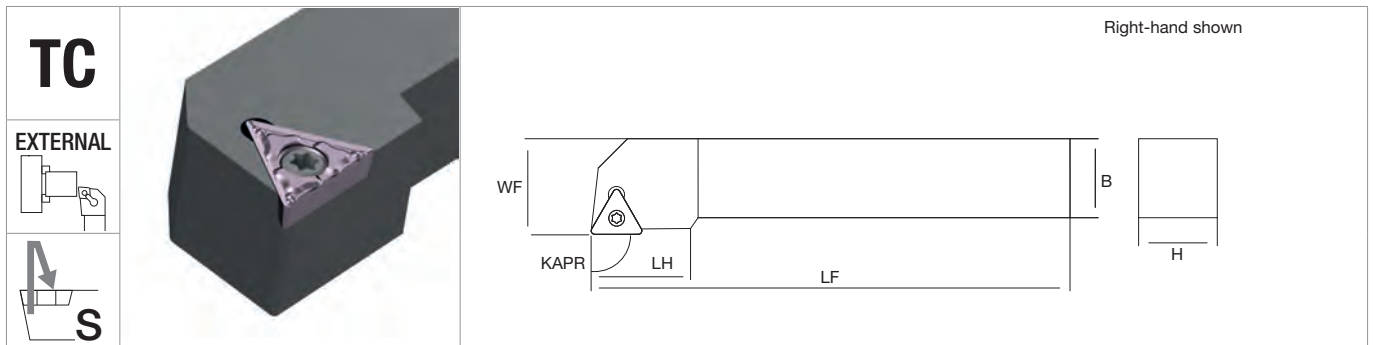 TC
EXTERNAL
S
Right-hand shown
WF
B
KAPR
LH
LF
H